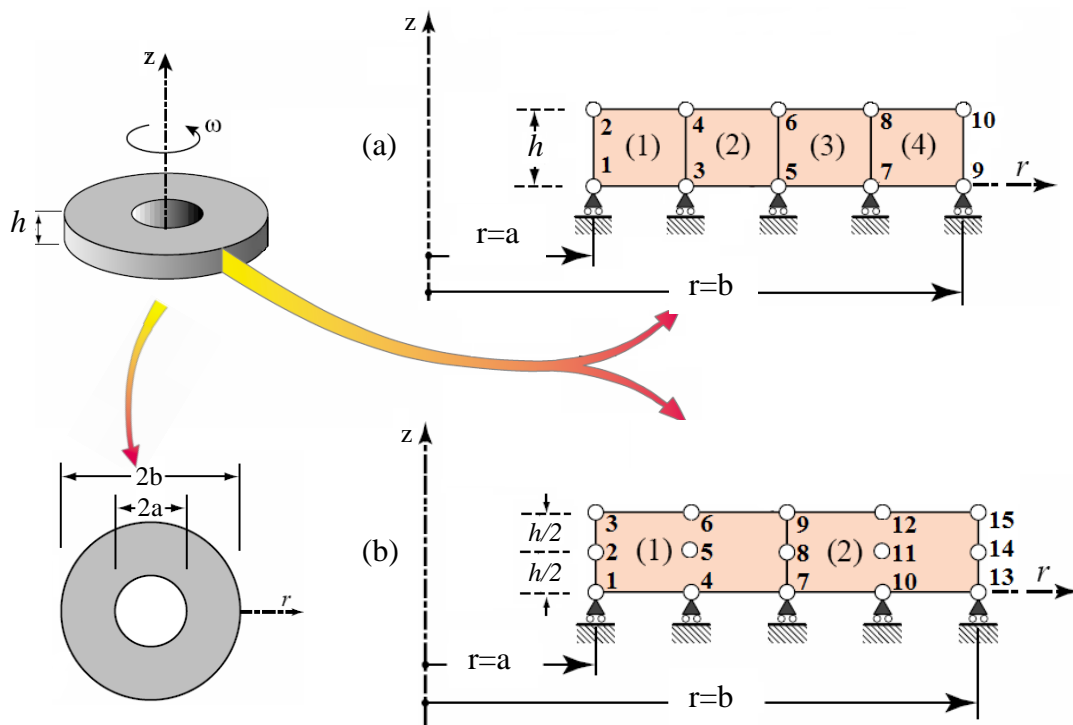 z
ω
h
2b
2a
r
(a)
z
h
2 4 6 8 10
(1) (2) (3) (4)
1 3 5 7 9
r
r=a
r=b
(b)
z
h/2
h/2
3 6 9 12 15
(1) (2)
2 5 8 11 14
1 4 7 10 13
r
r=a
r=b